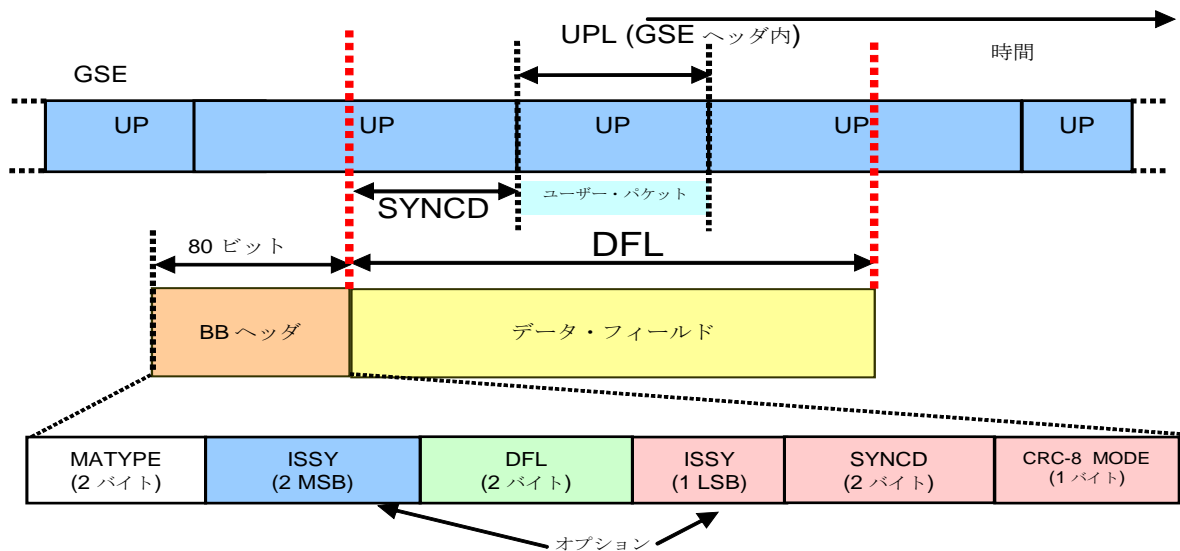 UPL (GSE ヘッダ内)
時間
GSE
UP UP UP UP UP
SYNCD
ユーザー・パケット
80 ビット
DFL
BB ヘッダ
データ・フィールド
MATYPE
(2 バイト)
ISSY
(2 MSB)
DFL
(2 バイト)
ISSY
(1 LSB)
SYNCD
(2 バイト)
CRC-8 MODE
(1 バイト)
オプション